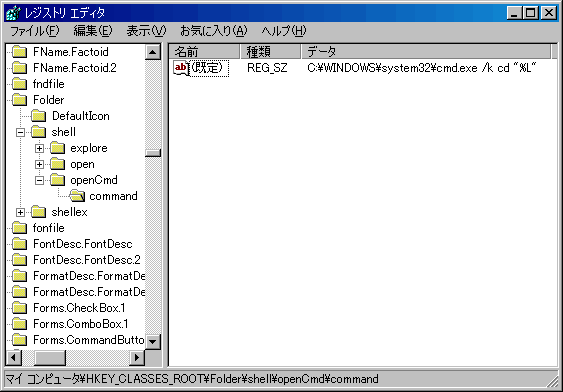 レジストリ エディタ
ファイル(F) 編集(E) 表示(V) お気に入り(A) ヘルプ(H)
FName.Factoid
FName.Factoid.2
fndfile
Folder
DefaultIcon
shell
explore
open
openCmd
command
shellex
fonfile
FontDesc.FontDesc
FontDesc.FontDesc.2
FormatDesc.FormatDe
FormatDesc.FormatDe
Forms.CheckBox.1
Forms.ComboBox.1
Forms.CommandButto
名前 種類 データ
ab (既定) REG_SZ C:¥WINDOWS¥system32¥cmd.exe /k cd "%L"
マイ コンピュータ¥HKEY_CLASSES_ROOT¥Folder¥shell¥openCmd¥command